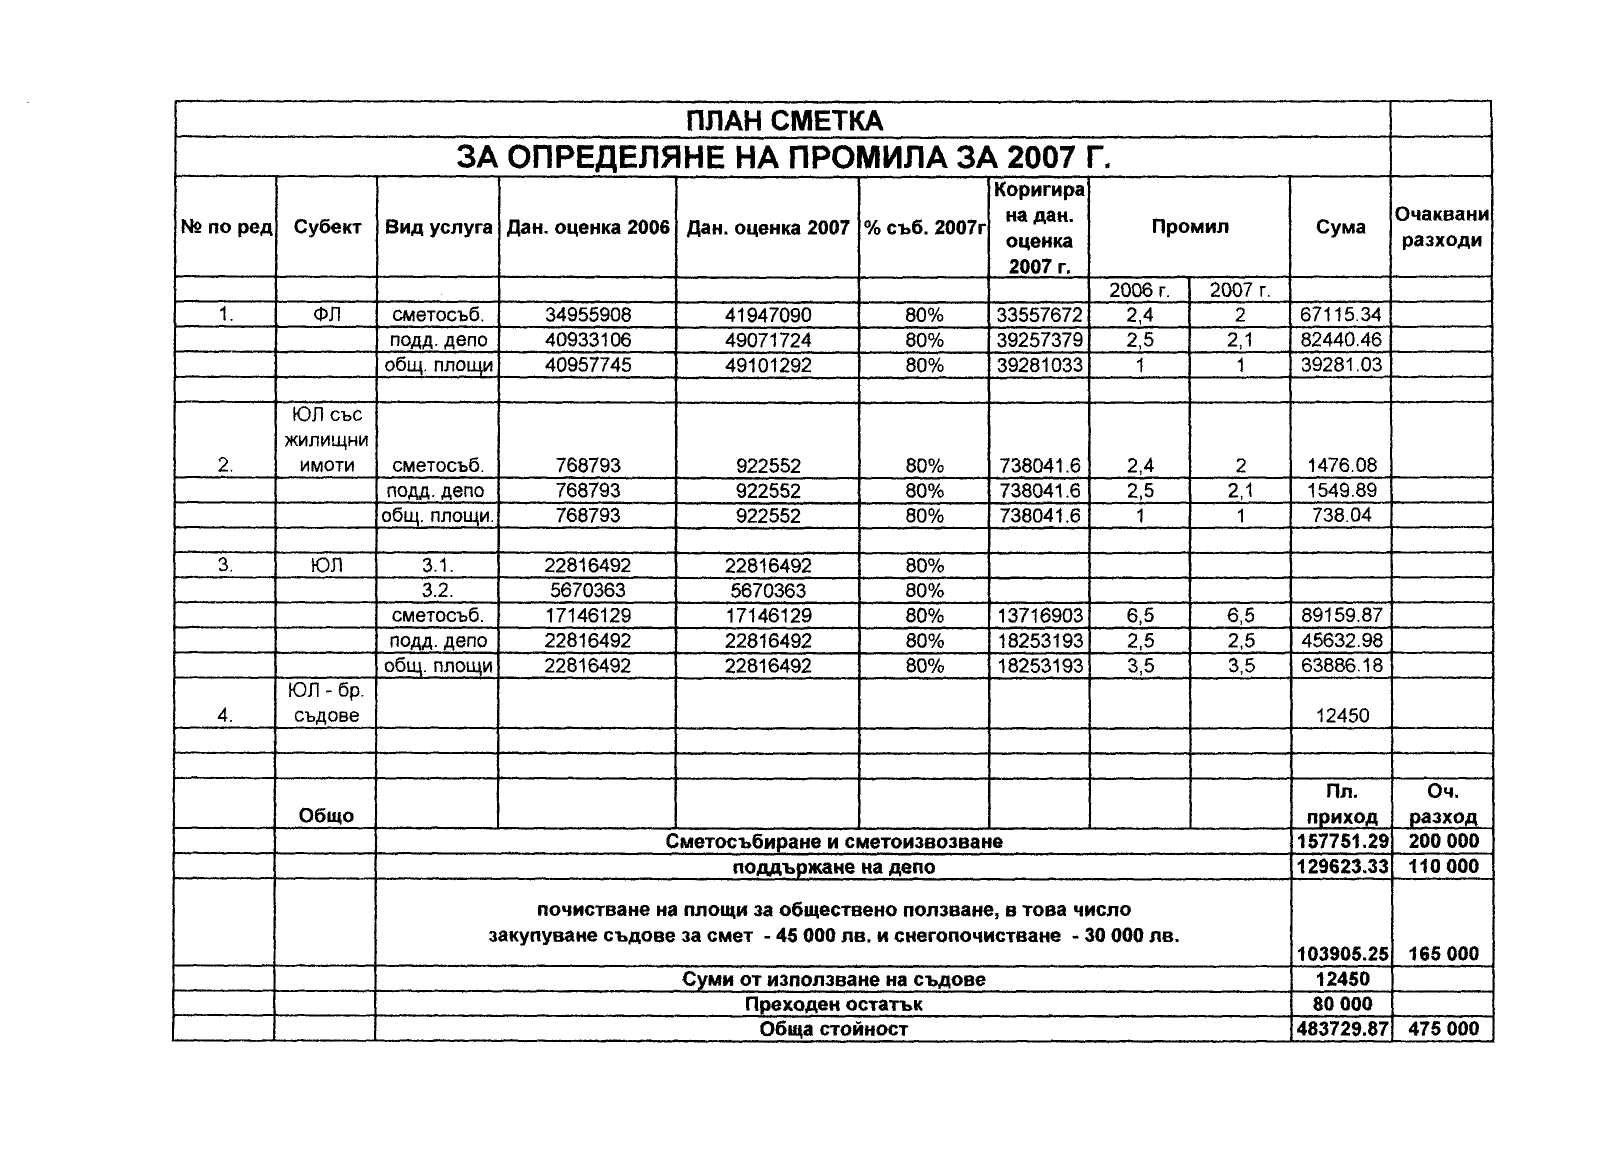 ПЛАН СМЕТКА
ЗА ОПРЕДЕЛЯНЕ НА ПРОМИЛА ЗА 2007 Г.
№ по ред Субект Вид услуга Дан. оценка 2006 Дан. оценка 2007 % съб. 2007г Коригира на дан. оценка 2007 г. Промил Сума Очаквани разходи
2006 г. 2007 г.
1. ФЛ сметосъб. 34955908 41947090 80% 33557672 2,4 2 67115.34
подд. депо 40933106 49071724 80% 39257379 2,5 2,1 82440.46
общ. площи 40957745 49101292 80% 39281033 1 1 39281.03
2. ЮЛ със жилищни имоти сметосъб. 768793 922552 80% 738041.6 2,4 2 1476.08
подд. депо 768793 922552 80% 738041.6 2,5 2,1 1549.89
общ. площи. 768793 922552 80% 738041.6 1 1 738.04
3. ЮЛ 3.1. 22816492 22816492 80%
3.2. 5670363 5670363 80%
сметосъб. 17146129 17146129 80% 13716903 6,5 6,5 89159.87
подд. депо 22816492 22816492 80% 18253193 2,5 2,5 45632.98
общ. площи 22816492 22816492 80% 18253193 3,5 3,5 63886.18
4. ЮЛ - бр. съдове 12450
Общо Пл. приход Оч. разход
Сметосъбиране и сметоизвозване 157751.29 200 000
поддържане на депо 129623.33 110 000
почистване на площи за обществено ползване, в това число
закупуване съдове за смет - 45 000 лв. и снегопочистване - 30 000 лв. 103905.25 165 000
Суми от използване на съдове 12450
Преходен остатък 80 000
Обща стойност 483729.87 475 000